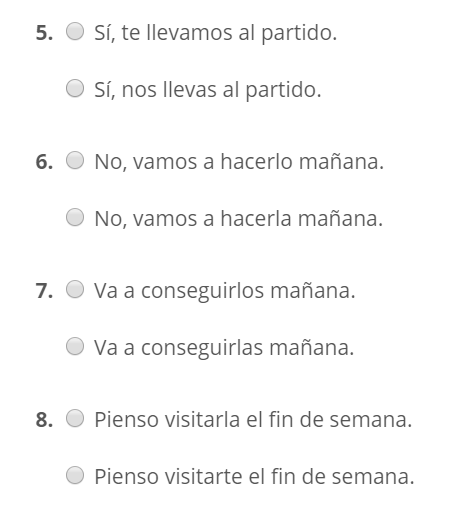 5. Sí, te llevamos al partido.
Sí, nos llevas al partido.
6. No, vamos a hacerlo mañana.
No, vamos a hacerla mañana.
7. Va a conseguirlos mañana.
Va a conseguirlas mañana.
8. Pienso visitarla el fin de semana.
Pienso visitarte el fin de semana.